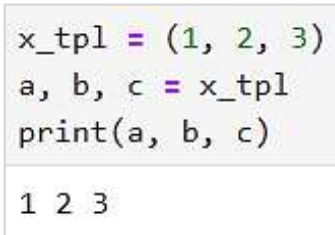 x_tpl = (1, 2, 3)
a, b, c = x_tpl
print(a, b, c)
1 2 3